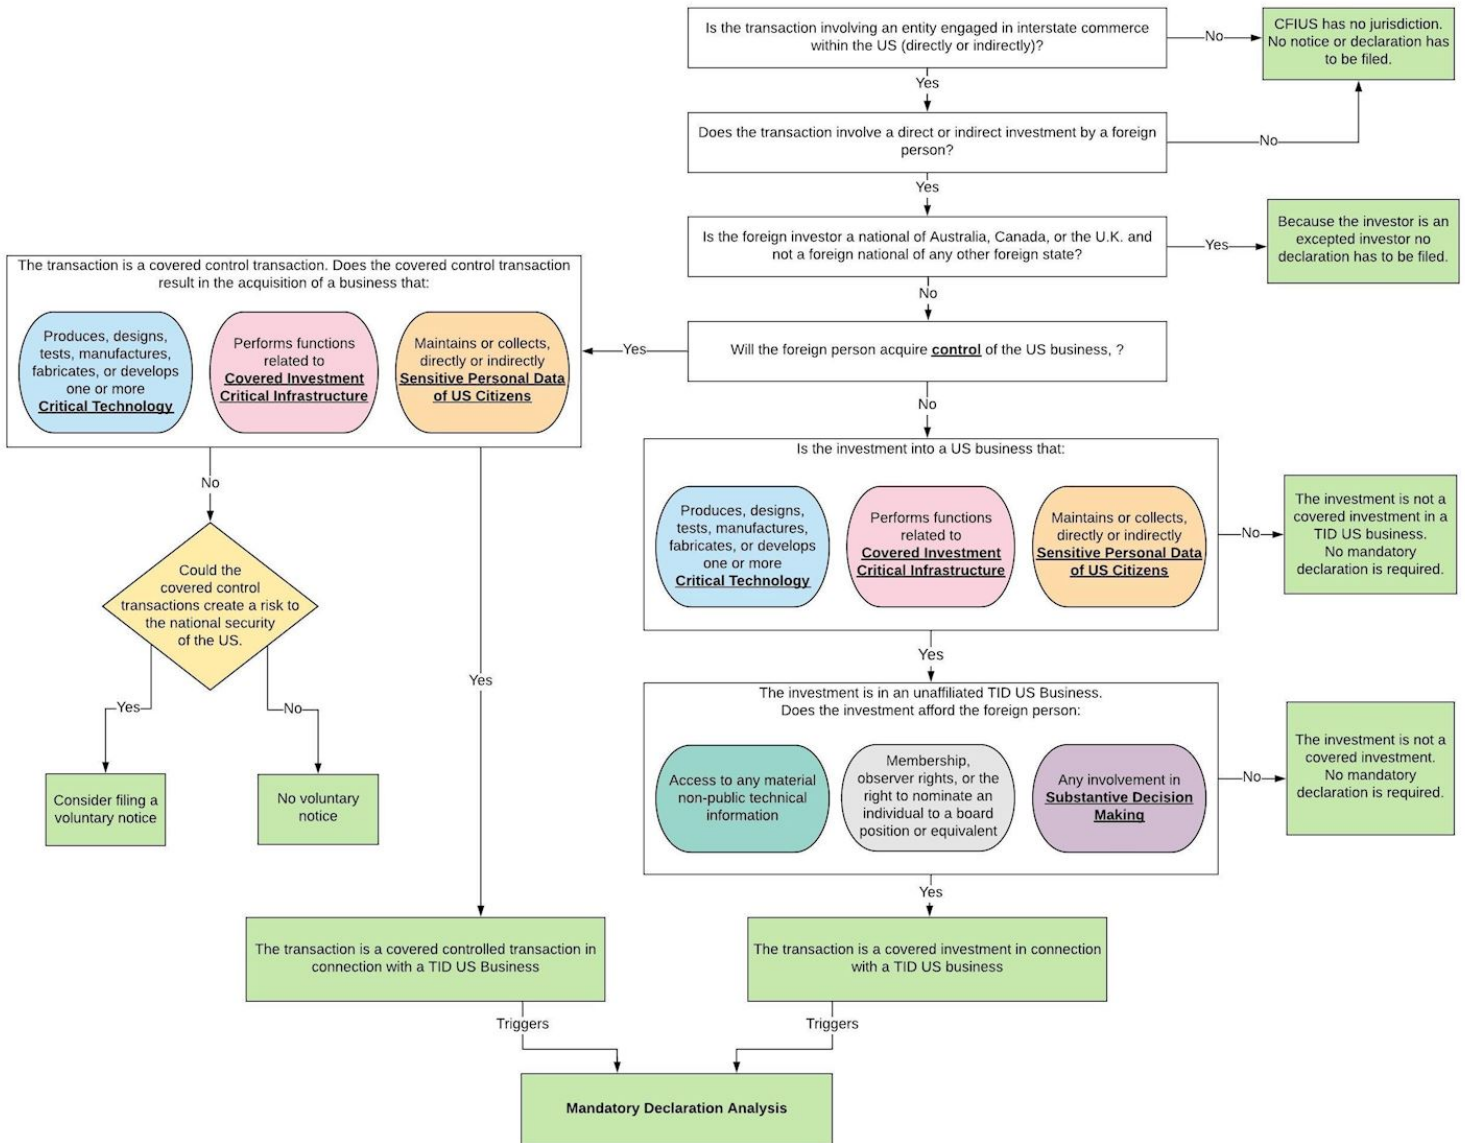 Is the transaction involving an entity engaged in interstate commerce
within the US (directly or indirectly)?
No
CFIUS has no jurisdiction.
No notice or declaration has
to be filed.
Yes
Does the transaction involve a direct or indirect investment by a foreign
person?
No
Yes
Is the foreign investor a national of Australia, Canada, or the U.K. and
not a foreign national of any other foreign state?
Yes
Because the investor is an
excepted investor no
declaration has to be filed.
No
Will the foreign person acquire control of the US business, ?
Yes
The transaction is a covered control transaction. Does the covered control transaction
result in the acquisition of a business that:
Produces, designs,
tests, manufactures,
fabricates, or develops
one or more
Critical Technology
Performs functions
related to
Covered Investment
Critical Infrastructure
Maintains or collects,
directly or indirectly
Sensitive Personal Data
of US Citizens
No
Is the investment into a US business that:
Produces, designs,
tests, manufactures,
fabricates, or develops
one or more
Critical Technology
Performs functions
related to
Covered Investment
Critical Infrastructure
Maintains or collects,
directly or indirectly
Sensitive Personal Data
of US Citizens
No
The investment is not a
covered investment in a
TID US business.
No mandatory
declaration is required.
No
Could the
covered control
transactions create a risk to
the national security
of the US.
Yes
No
Consider filing a
voluntary notice
No voluntary
notice
Yes
Yes
The investment is in an unaffiliated TID US Business.
Does the investment afford the foreign person:
Access to any material
non-public technical
information
Membership,
observer rights, or the
right to nominate an
individual to a board
position or equivalent
Any involvement in
Substantive Decision
Making
No
The investment is not a
covered investment.
No mandatory
declaration is required.
Yes
The transaction is a covered controlled transaction in
connection with a TID US Business
The transaction is a covered investment in connection
with a TID US business
Triggers
Triggers
Mandatory Declaration Analysis